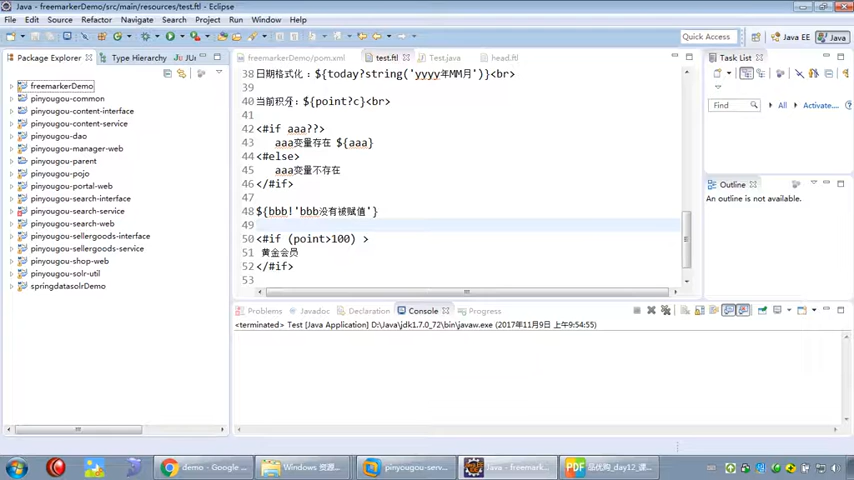 Java - freemarkerDemo/src/main/resources/test.ftl - Eclipse
File Edit Navigate Search Project Run Window Help
Quick Access
Java EE
Java
Package Explorer
Type Hierarchy
JUr
freemarkerDemo
pinyougou-common
pinyougou-content-interface
pinyougou-content-service
pinyougou-dao
pinyougou-manager-web
pinyougou-parent
pinyougou-pojo
pinyougou-portal-web
pinyougou-search-interface
pinyougou-search-service
pinyougou-search-web
pinyougou-sellergoods-interface
pinyougou-sellergoods-service
pinyougou-shop-web
pinyougou-solr-util
springdatasolrDemo
freemarkerDemo/pom.xml
test.ftl
Test.java
head.ftl
38 日期格式化：${today?string('yyyy年MM月')}<br>
39
40 当前积分：${point?c}<br>
41
42 <#if aaa??>
43 aaa变量存在 ${aaa}
44 <#else>
45 aaa变量不存在
46 </#if>
48 ${bbb!'bbb没有被赋值'}
49
50 <#if (point>100) >
51 黄金会员
52 </#if>
53
Task List
Find
All
Activate...
Outline
An outline is not available.
Problems
Javadoc
Declaration
Console
Progress
<terminated> Test [Java Application] D:\Java\jdk1.7.0_72\bin\javaw.exe (2017年11月9日 上午9:54:55)
demo - Google ...
Windows 资源...
pinyougou-serv...
Java - freemark...
品优购_day12_课...